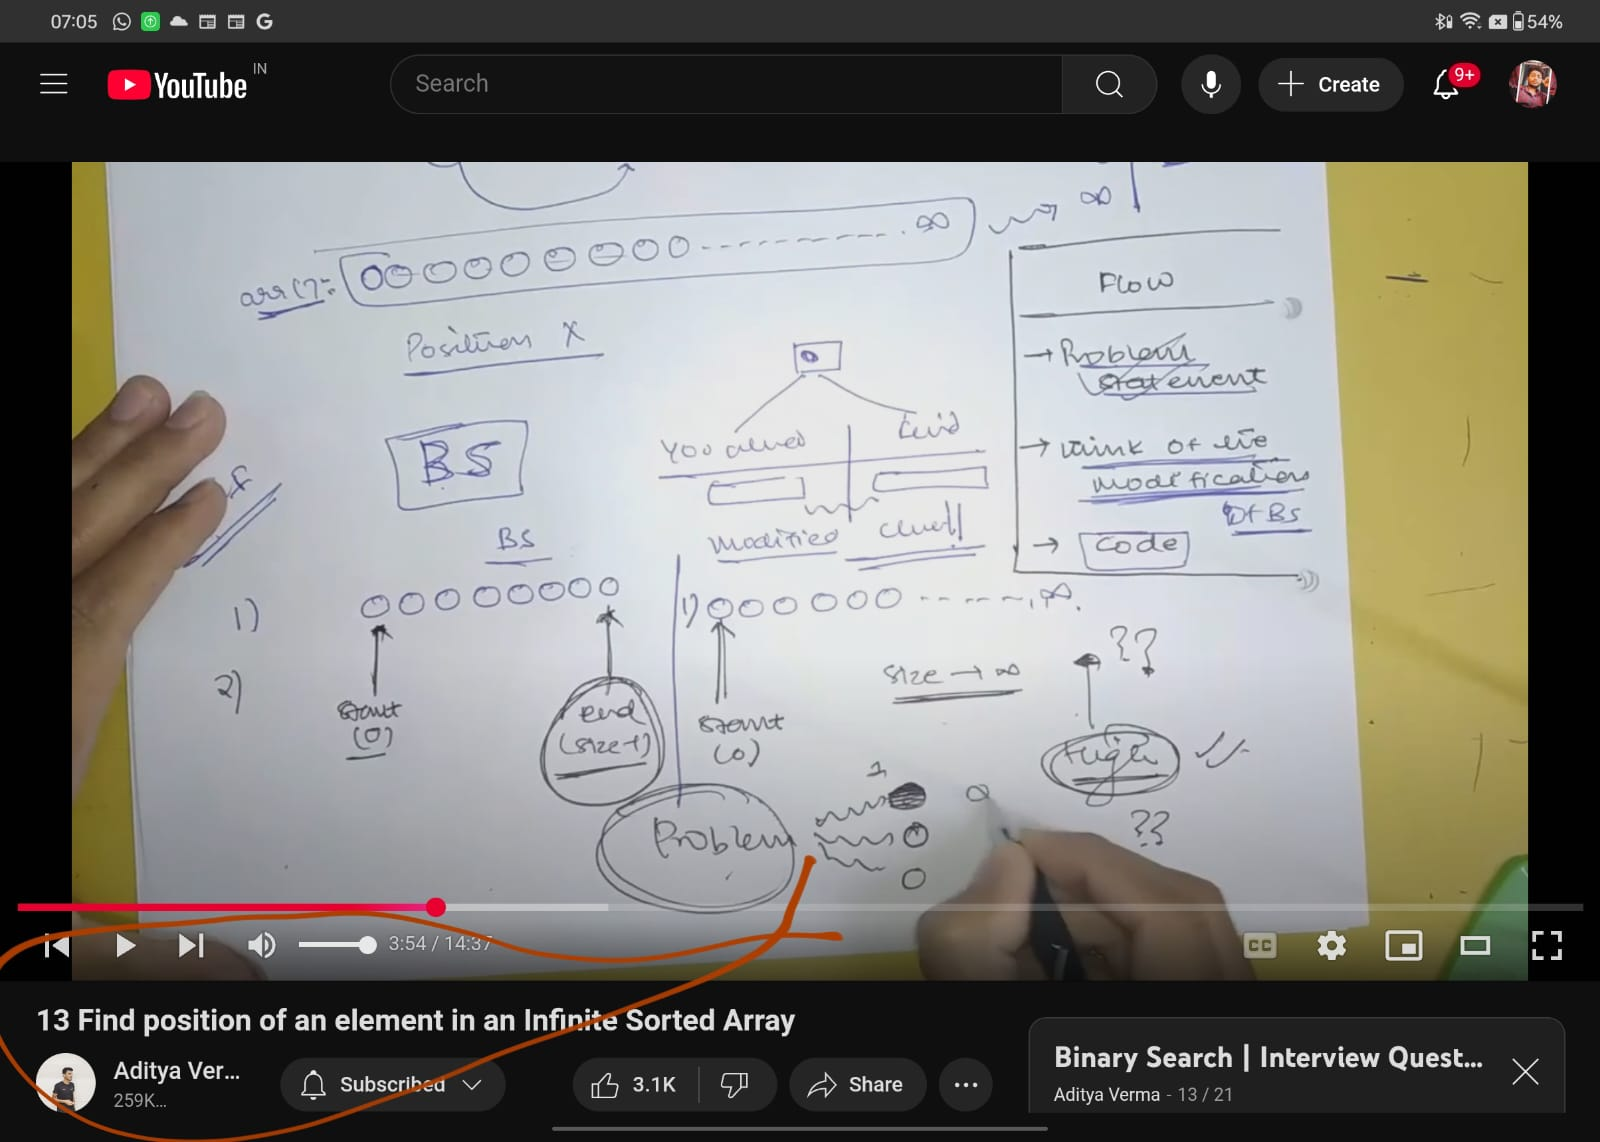 07:05
54%
YouTube IN
Search
Create
9+
∞
arr[]:
∞
Position X
Flow
→ Problem
statement
BS
You
→ think of the
modifications
Of BS
→ Code
Modified
BS
1)
1)
∞
2)
start
(0)
end
(size-1)
start
(0)
size → ∞
??
High
Problem
1
??
3:54 / 14:37
CC
13 Find position of an element in an Infinite Sorted Array
Aditya Ver...
259K...
Subscribed
3.1K
Share
Binary Search | Interview Quest...
Aditya Verma - 13 / 21